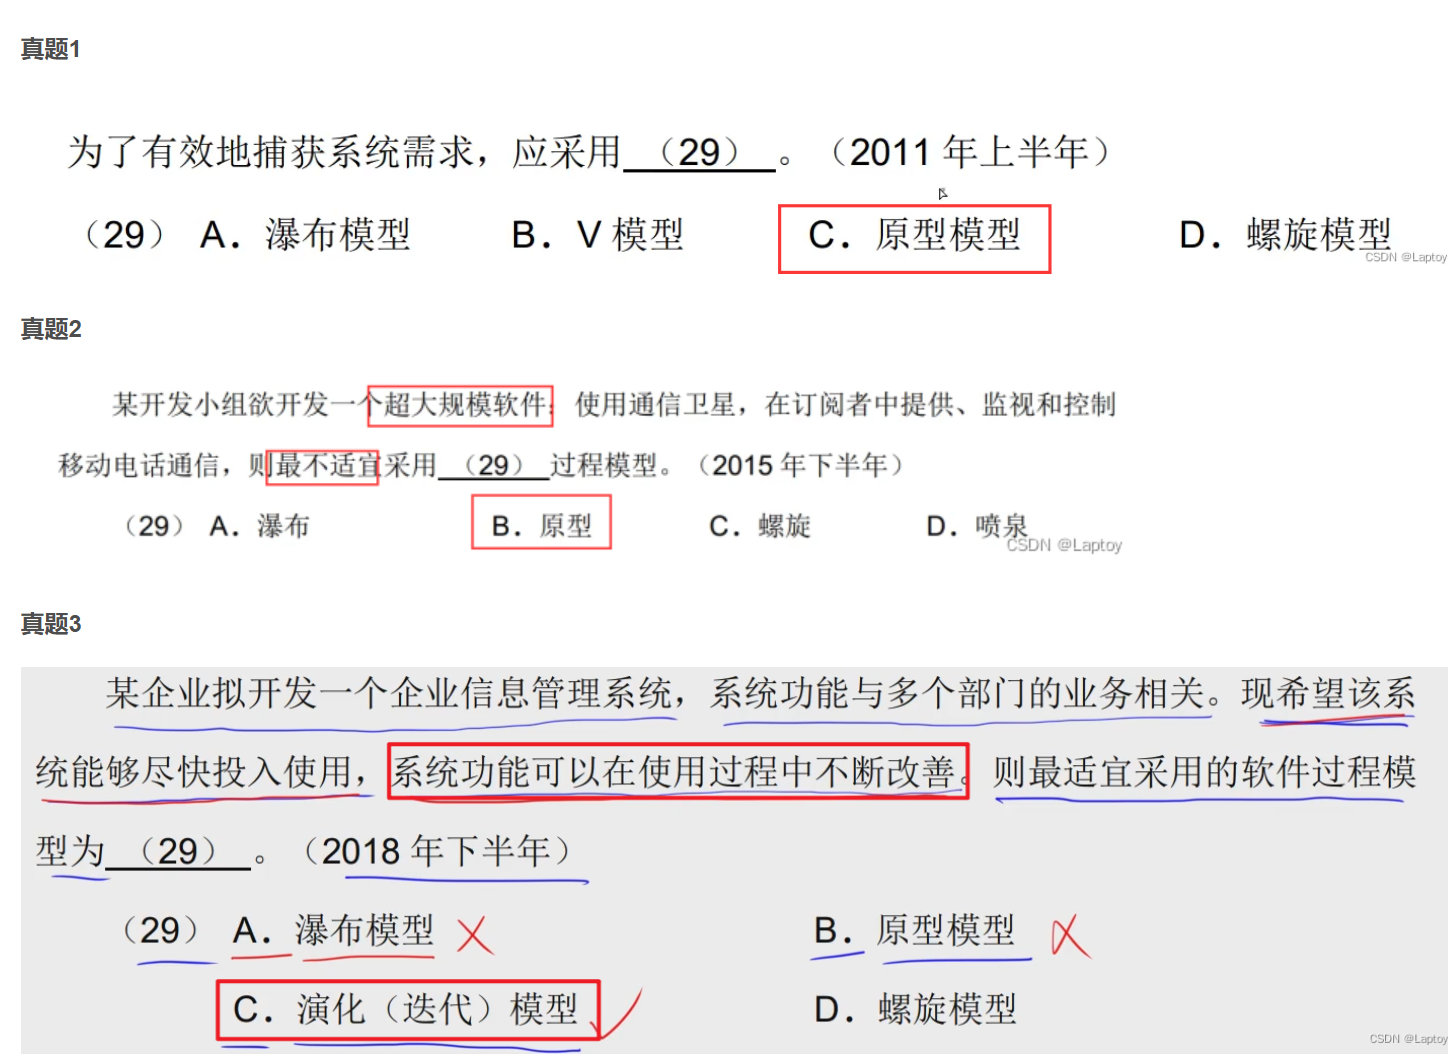 真题1
为了有效地捕获系统需求，应采用 （29） 。（2011 年上半年）
（29） A．瀑布模型 B．V 模型 C．原型模型 D．螺旋模型
CSDN @Laptoy
真题2
某开发小组欲开发一个超大规模软件：使用通信卫星，在订阅者中提供、监视和控制
移动电话通信，则最不适宜采用 （29） 过程模型。（2015 年下半年）
（29） A．瀑布 B．原型 C．螺旋 D．喷泉
CSDN @Laptoy
真题3
某企业拟开发一个企业信息管理系统，系统功能与多个部门的业务相关。现希望该系
统能够尽快投入使用，系统功能可以在使用过程中不断改善。则最适宜采用的软件过程模
型为 （29） 。（2018 年下半年）
（29） A．瀑布模型 B．原型模型
C．演化（迭代）模型 D．螺旋模型
CSDN @Laptoy